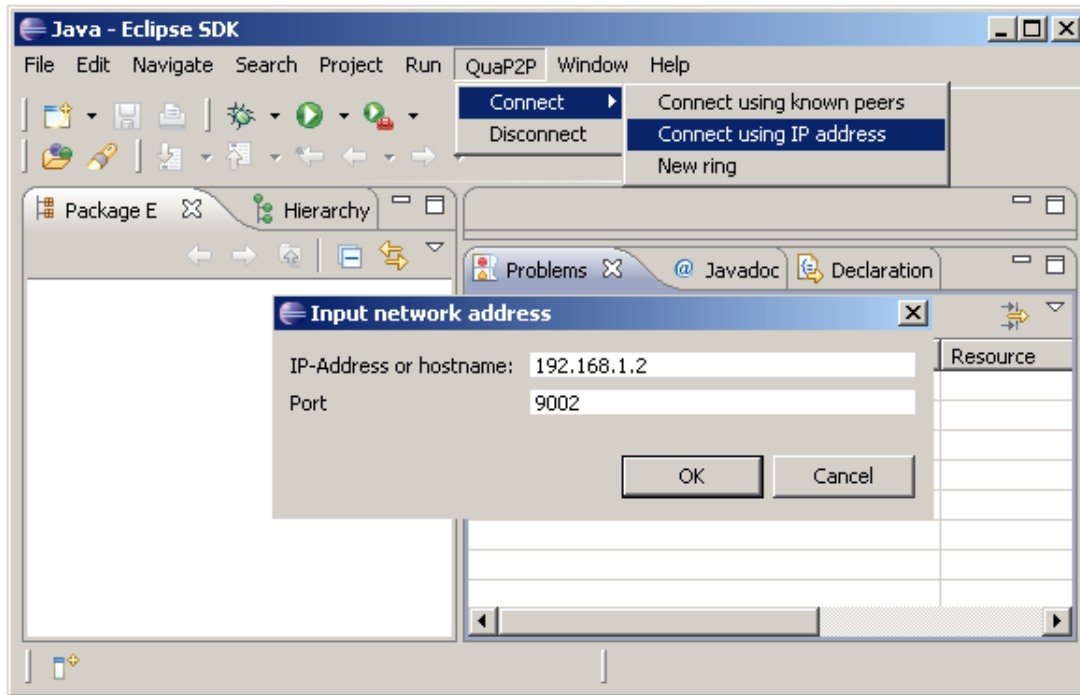 Java - Eclipse SDK
File Edit Navigate Search Project Run QuaP2P Window Help
Connect
Disconnect
Connect using known peers
Connect using IP address
New ring
Package E
Hierarchy
Problems @ Javadoc Declaration
Resource
Input network address
IP-Address or hostname: 192.168.1.2
Port 9002
OK Cancel